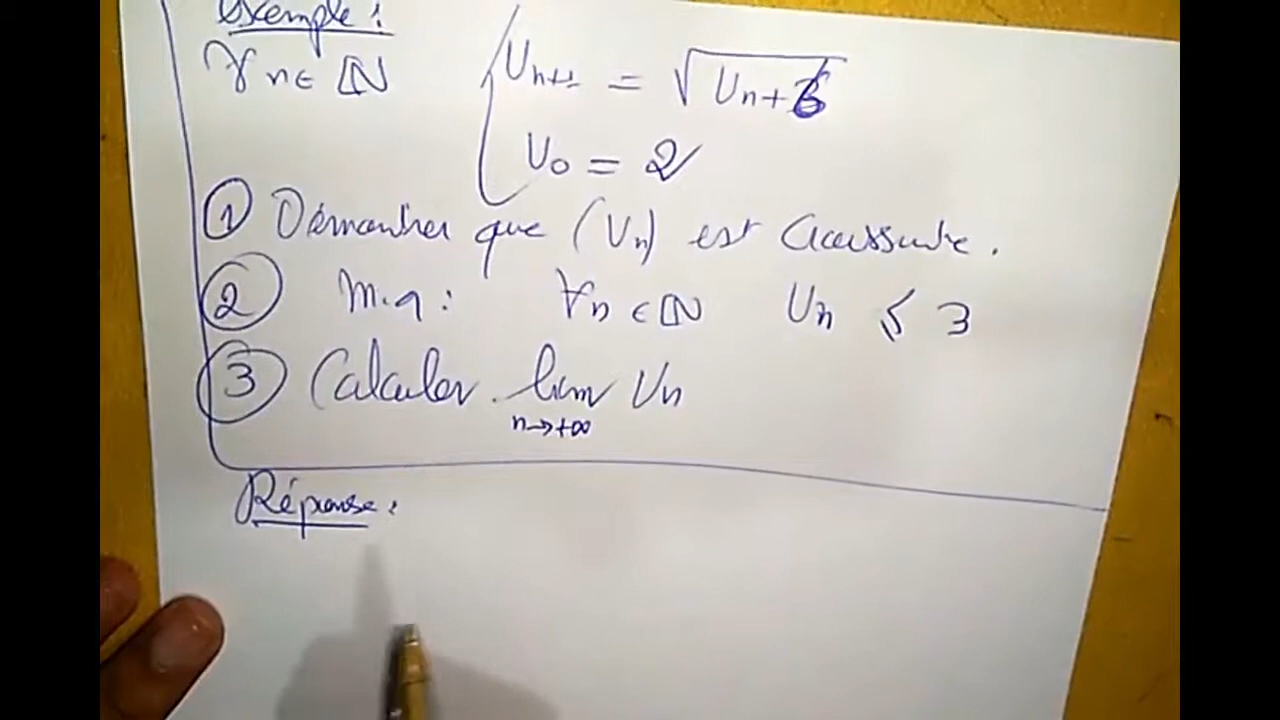 Exemple :
∀n∈ℕ { Uₙ₊₁ = √(Uₙ+6)
U₀ = 2
① Démontrer que (Uₙ) est Croissante.
② M.q : ∀n∈ℕ Uₙ ≤ 3
③ Calculer lim Uₙ
n→+∞
Réponse :